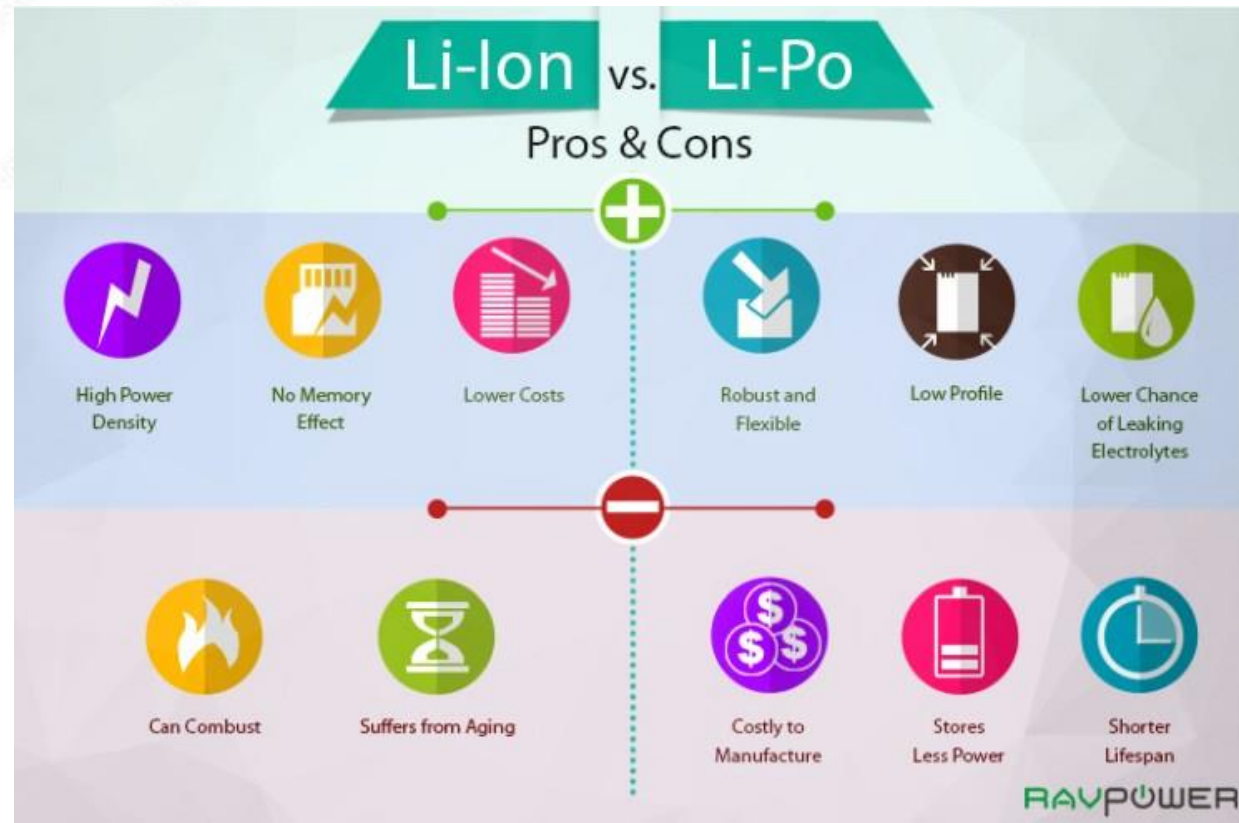 Li-Ion vs. Li-Po
Pros & Cons
High Power
Density
No Memory
Effect
Lower Costs
Robust and
Flexible
Low Profile
Lower Chance
of Leaking
Electrolytes
Can Combust
Suffers from Aging
$
$
$
Costly to
Manufacture
Stores
Less Power
Shorter
Lifespan
RAVPOWER